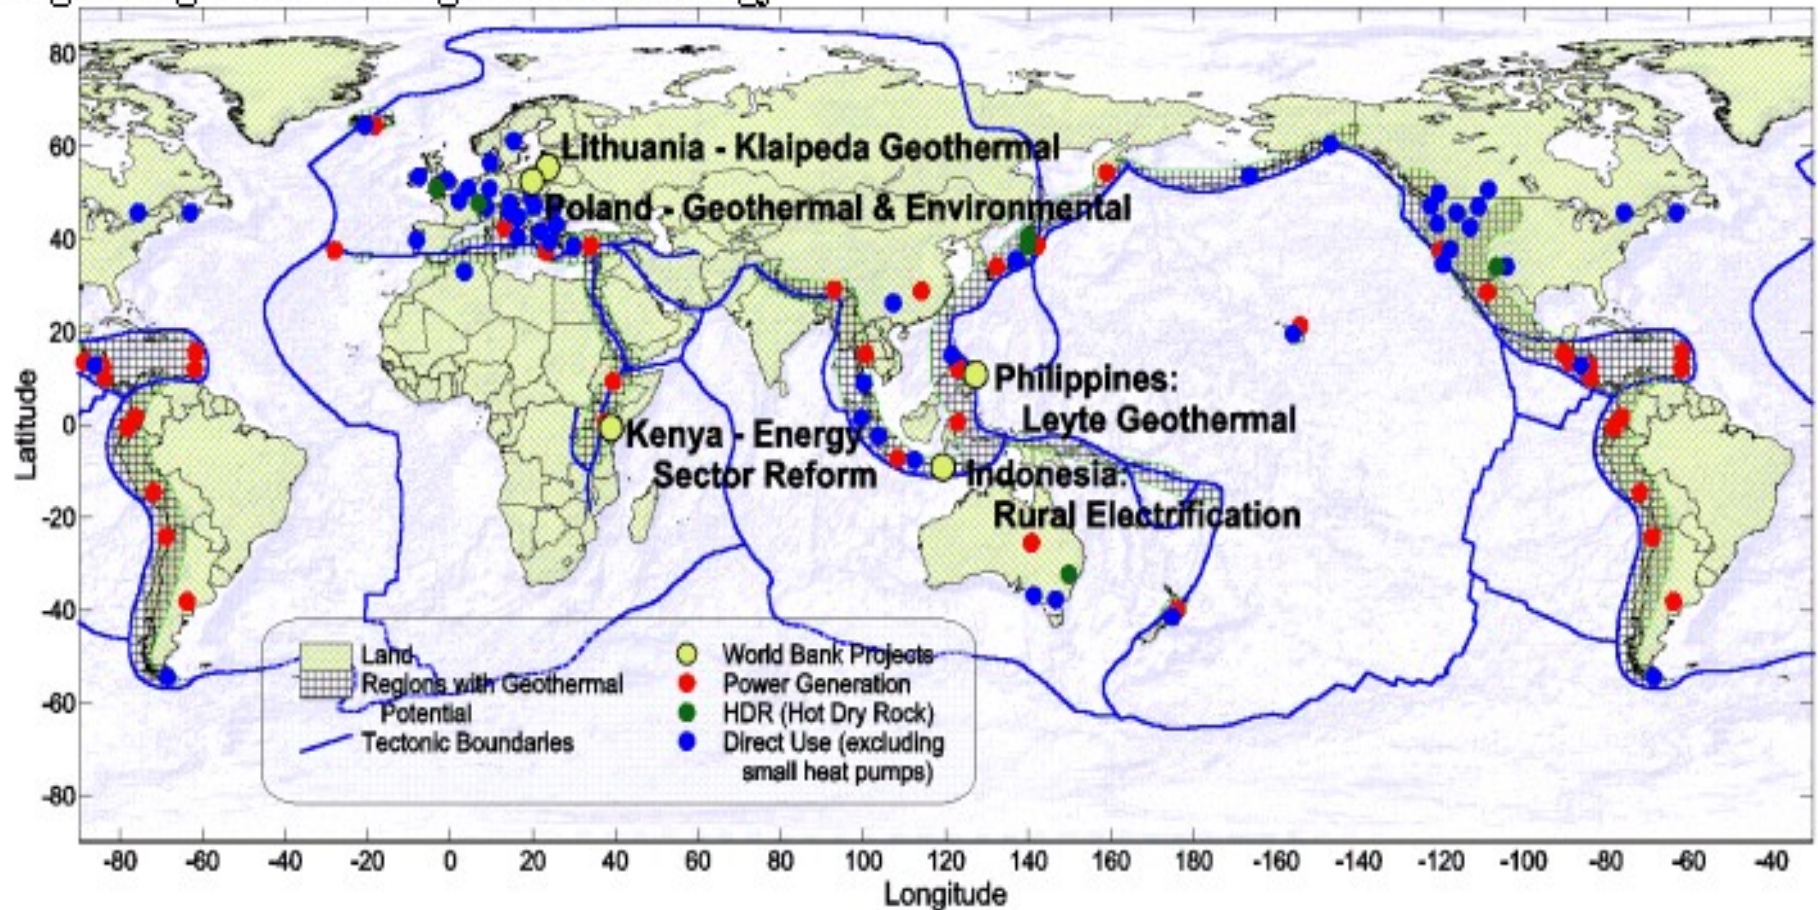 80
60
40
20
0
-20
-40
-60
-80
Latitude
Lithuania - Klaipeda Geothermal
Poland - Geothermal & Environmental
Philippines:
Leyte Geothermal
Kenya - Energy
Sector Reform
Indonesia:
Rural Electrification
Land
Regions with Geothermal
Potential
Tectonic Boundaries
World Bank Projects
Power Generation
HDR (Hot Dry Rock)
Direct Use (excluding
small heat pumps)
-80 -60 -40 -20 0 20 40 60 80 100 120 140 160 180 -160 -140 -120 -100 -80 -60 -40
Longitude